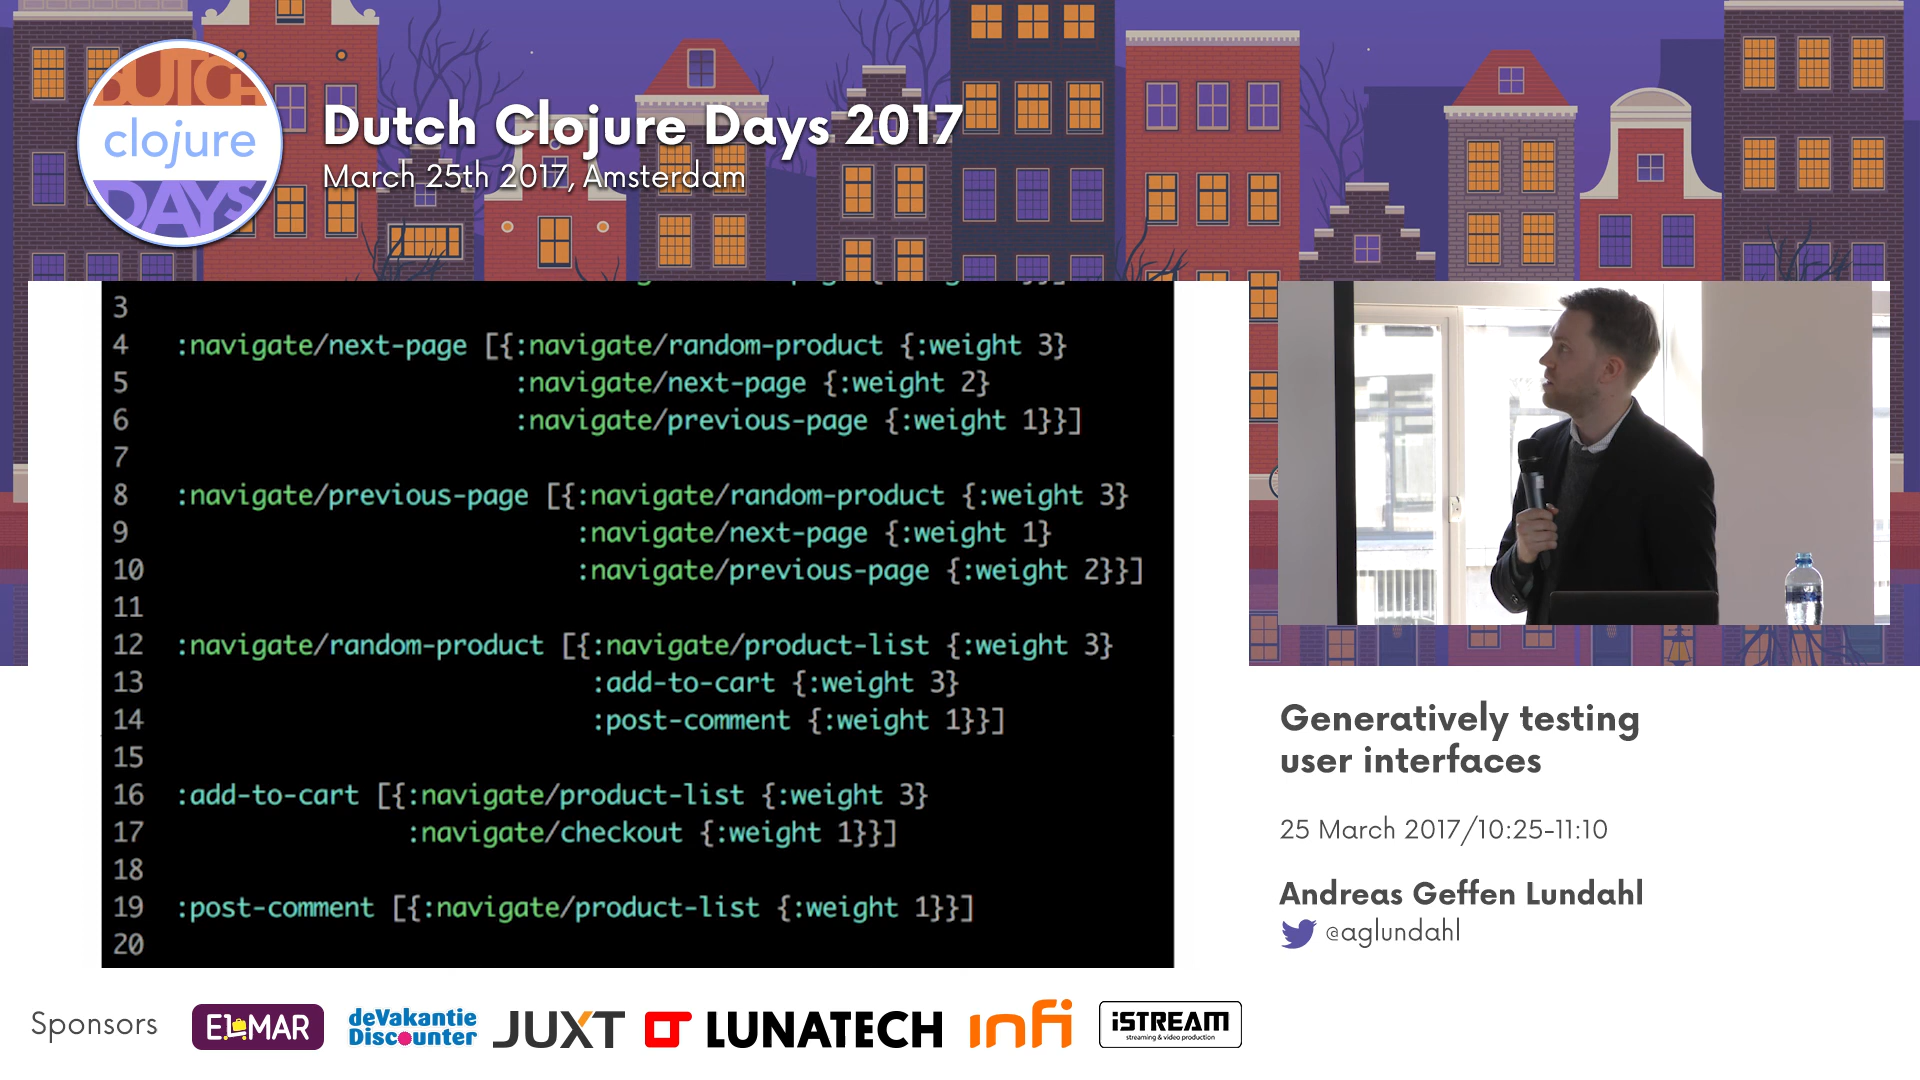 DUTCH
clojure
DAYS
Dutch Clojure Days 2017
March 25th 2017, Amsterdam
3
4 :navigate/next-page [{:navigate/random-product {:weight 3}
5 :navigate/next-page {:weight 2}
6 :navigate/previous-page {:weight 1}}]
7
8 :navigate/previous-page [{:navigate/random-product {:weight 3}
9 :navigate/next-page {:weight 1}
10 :navigate/previous-page {:weight 2}}]
11
12 :navigate/random-product [{:navigate/product-list {:weight 3}
13 :add-to-cart {:weight 3}
14 :post-comment {:weight 1}}]
15
16 :add-to-cart [{:navigate/product-list {:weight 3}
17 :navigate/checkout {:weight 1}}]
18
19 :post-comment [{:navigate/product-list {:weight 1}}]
20
Generatively testing
user interfaces
25 March 2017/10:25-11:10
Andreas Geffen Lundahl
@aglundahl
Sponsors
ELMAR
deVakantie
Discounter
JUXT
LUNATECH
infi
iSTREAM
streaming & video production